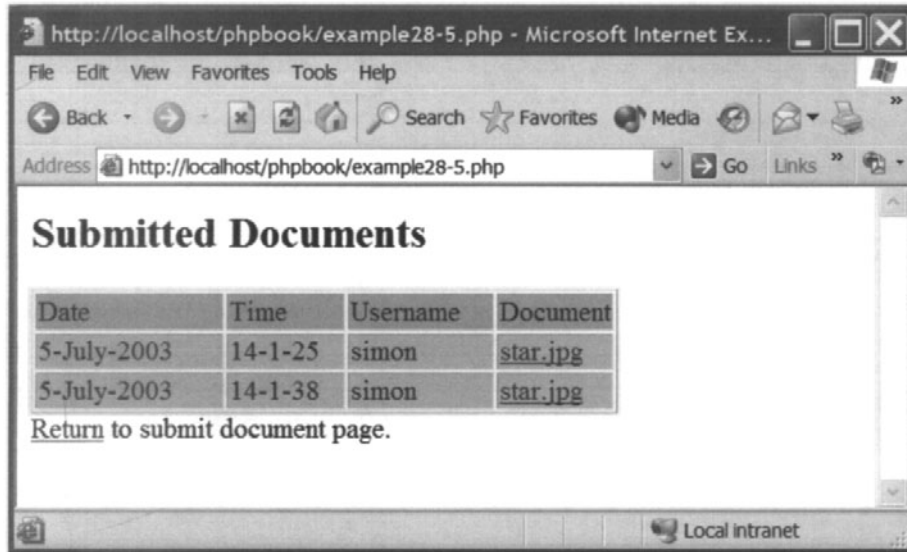 http://localhost/phpbook/example28-5.php - Microsoft Internet Ex...
File Edit View Favorites Tools Help
Back Search Favorites Media »
Address http://localhost/phpbook/example28-5.php Go Links »
Submitted Documents
Date Time Username Document
5-July-2003 14-1-25 simon star.jpg
5-July-2003 14-1-38 simon star.jpg
Return to submit document page.
Local intranet